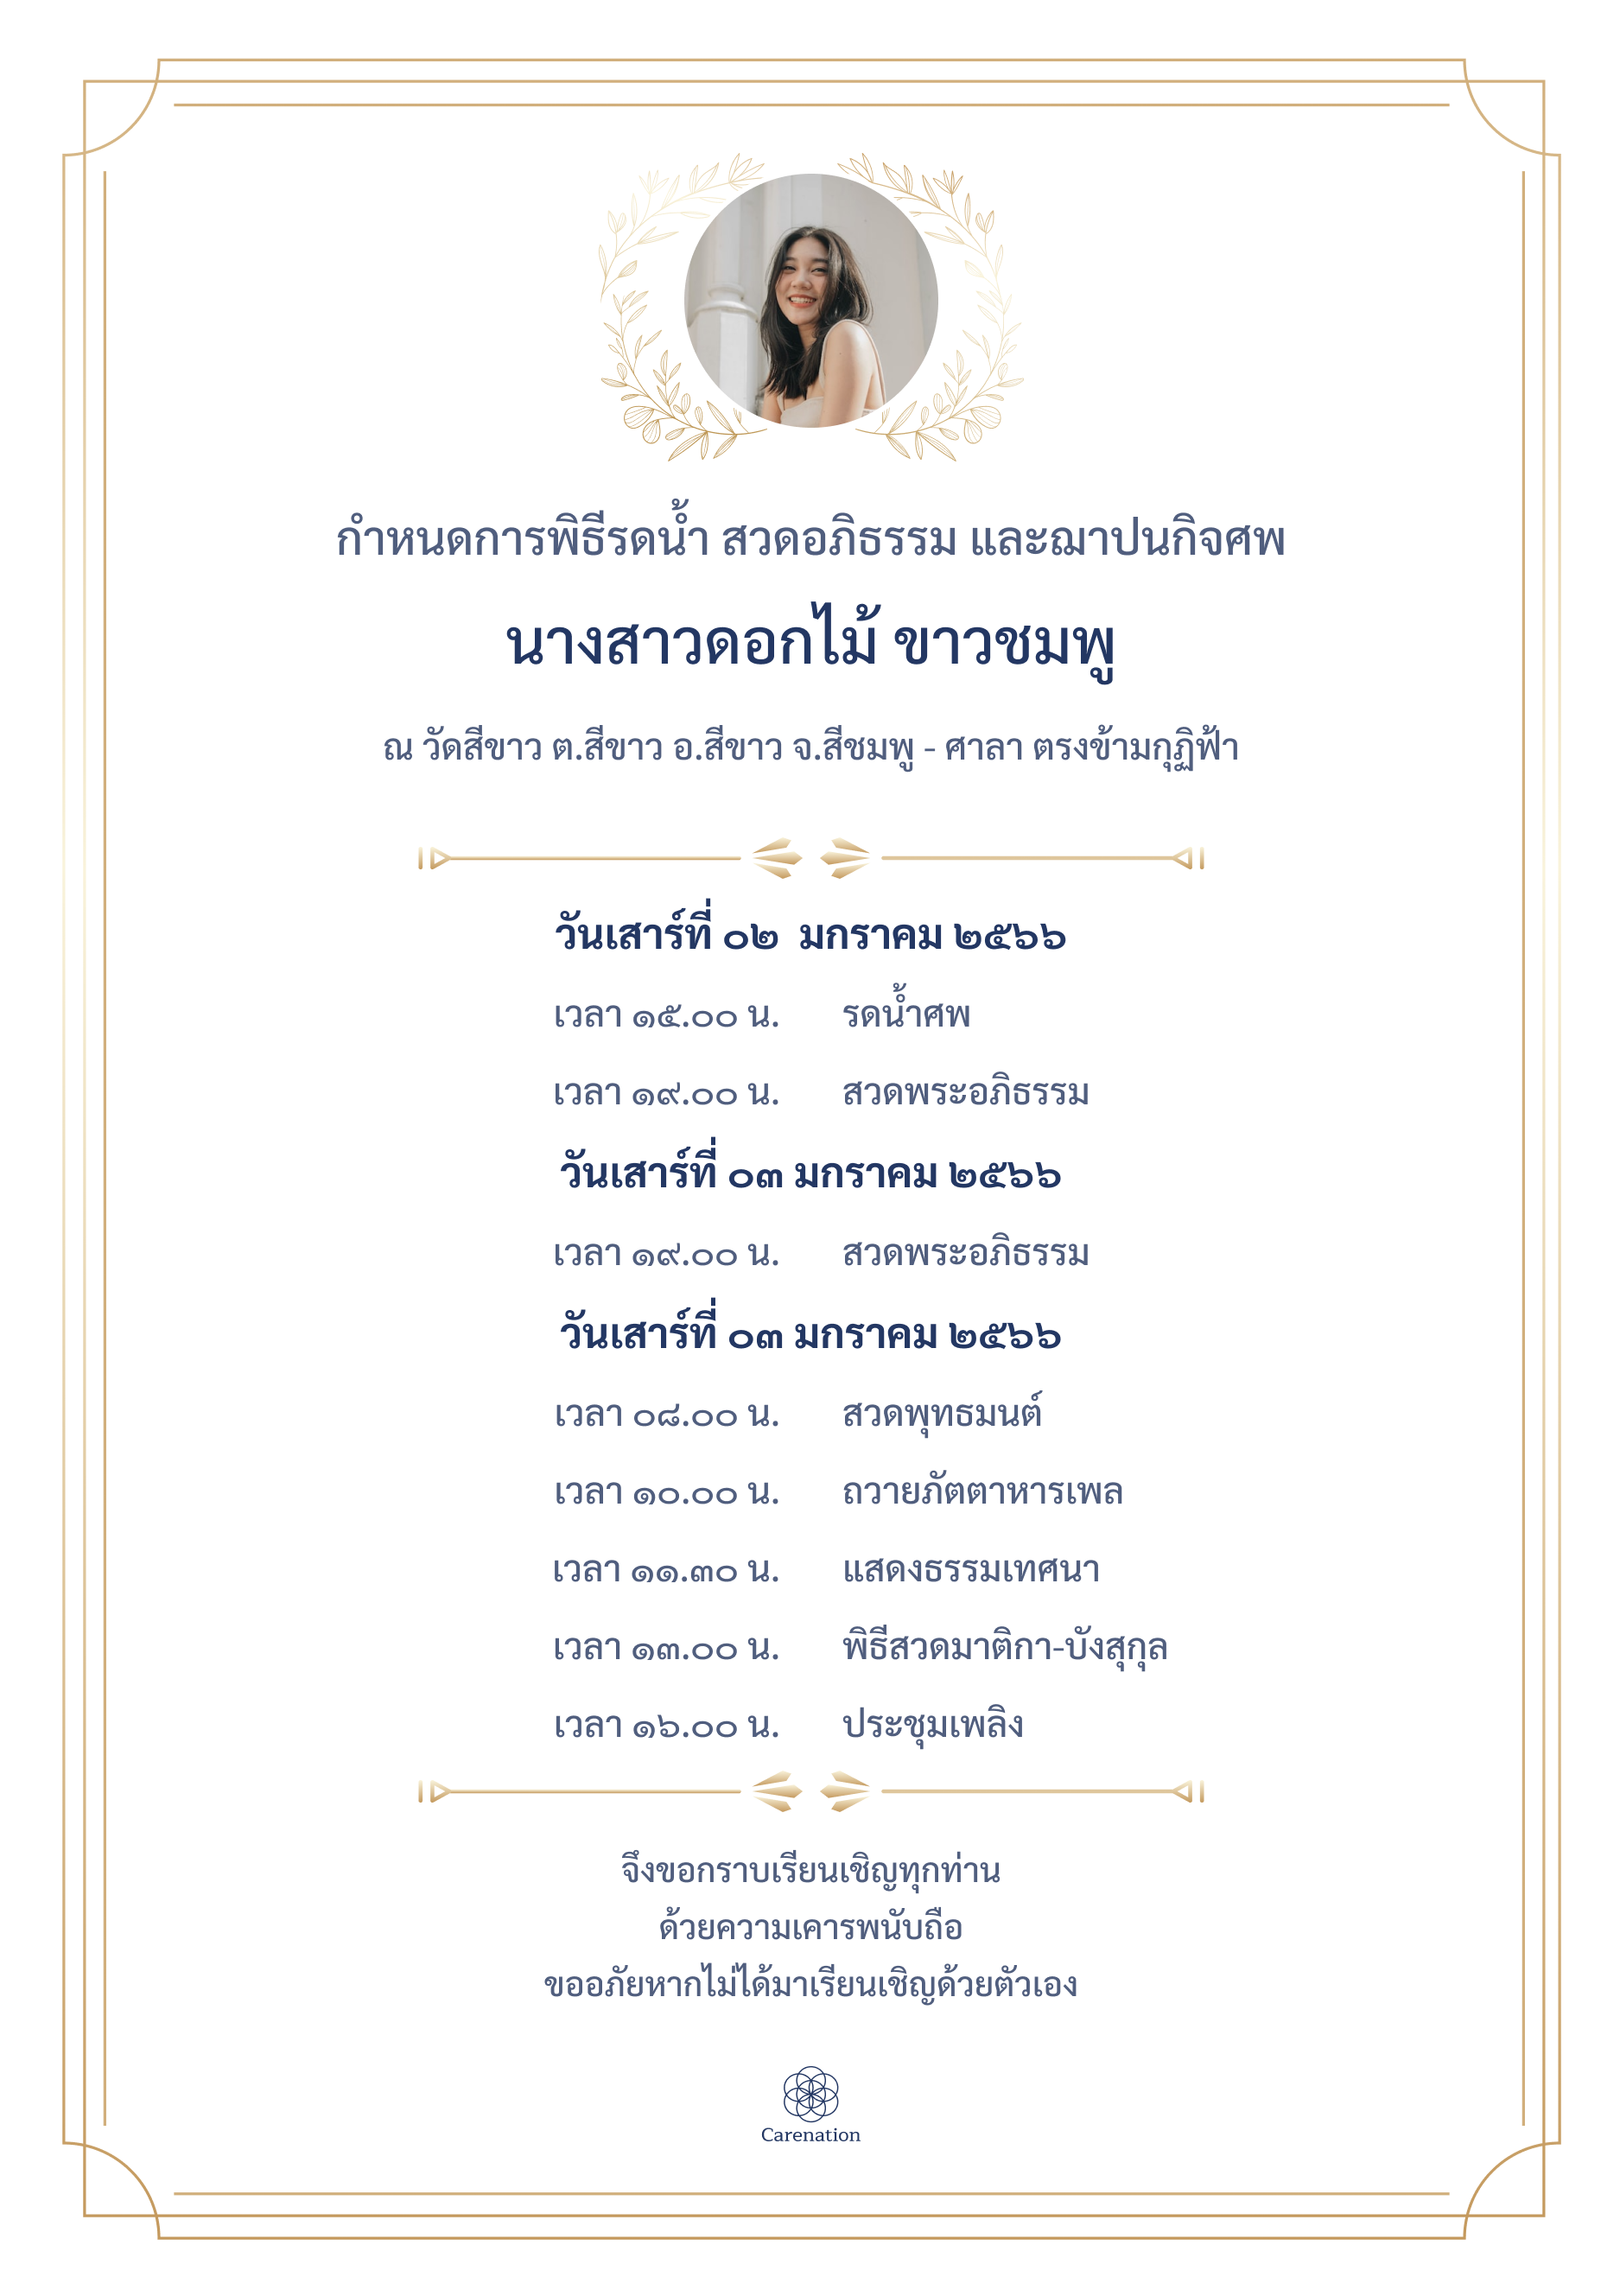 กำหนดการพิธีรดน้ำ สวดอภิธรรม และฌาปนกิจศพ
นางสาวดอกไม้ ขาวชมพู
ณ วัดสีขาว ต.สีขาว อ.สีขาว จ.สีชมพู - ศาลา ตรงข้ามกุฏิฟ้า
วันเสาร์ที่ ๐๒ มกราคม ๒๕๖๖
เวลา ๑๕.๐๐ น. รดน้ำศพ
เวลา ๑๙.๐๐ น. สวดพระอภิธรรม
วันเสาร์ที่ ๐๓ มกราคม ๒๕๖๖
เวลา ๑๙.๐๐ น. สวดพระอภิธรรม
วันเสาร์ที่ ๐๓ มกราคม ๒๕๖๖
เวลา ๐๘.๐๐ น. สวดพุทธมนต์
เวลา ๑๐.๐๐ น. ถวายภัตตาหารเพล
เวลา ๑๑.๓๐ น. แสดงธรรมเทศนา
เวลา ๑๓.๐๐ น. พิธีสวดมาติกา-บังสุกุล
เวลา ๑๖.๐๐ น. ประชุมเพลิง
จึงขอกราบเรียนเชิญทุกท่าน
ด้วยความเคารพนับถือ
ขออภัยหากไม่ได้มาเรียนเชิญด้วยตัวเอง
Carenation